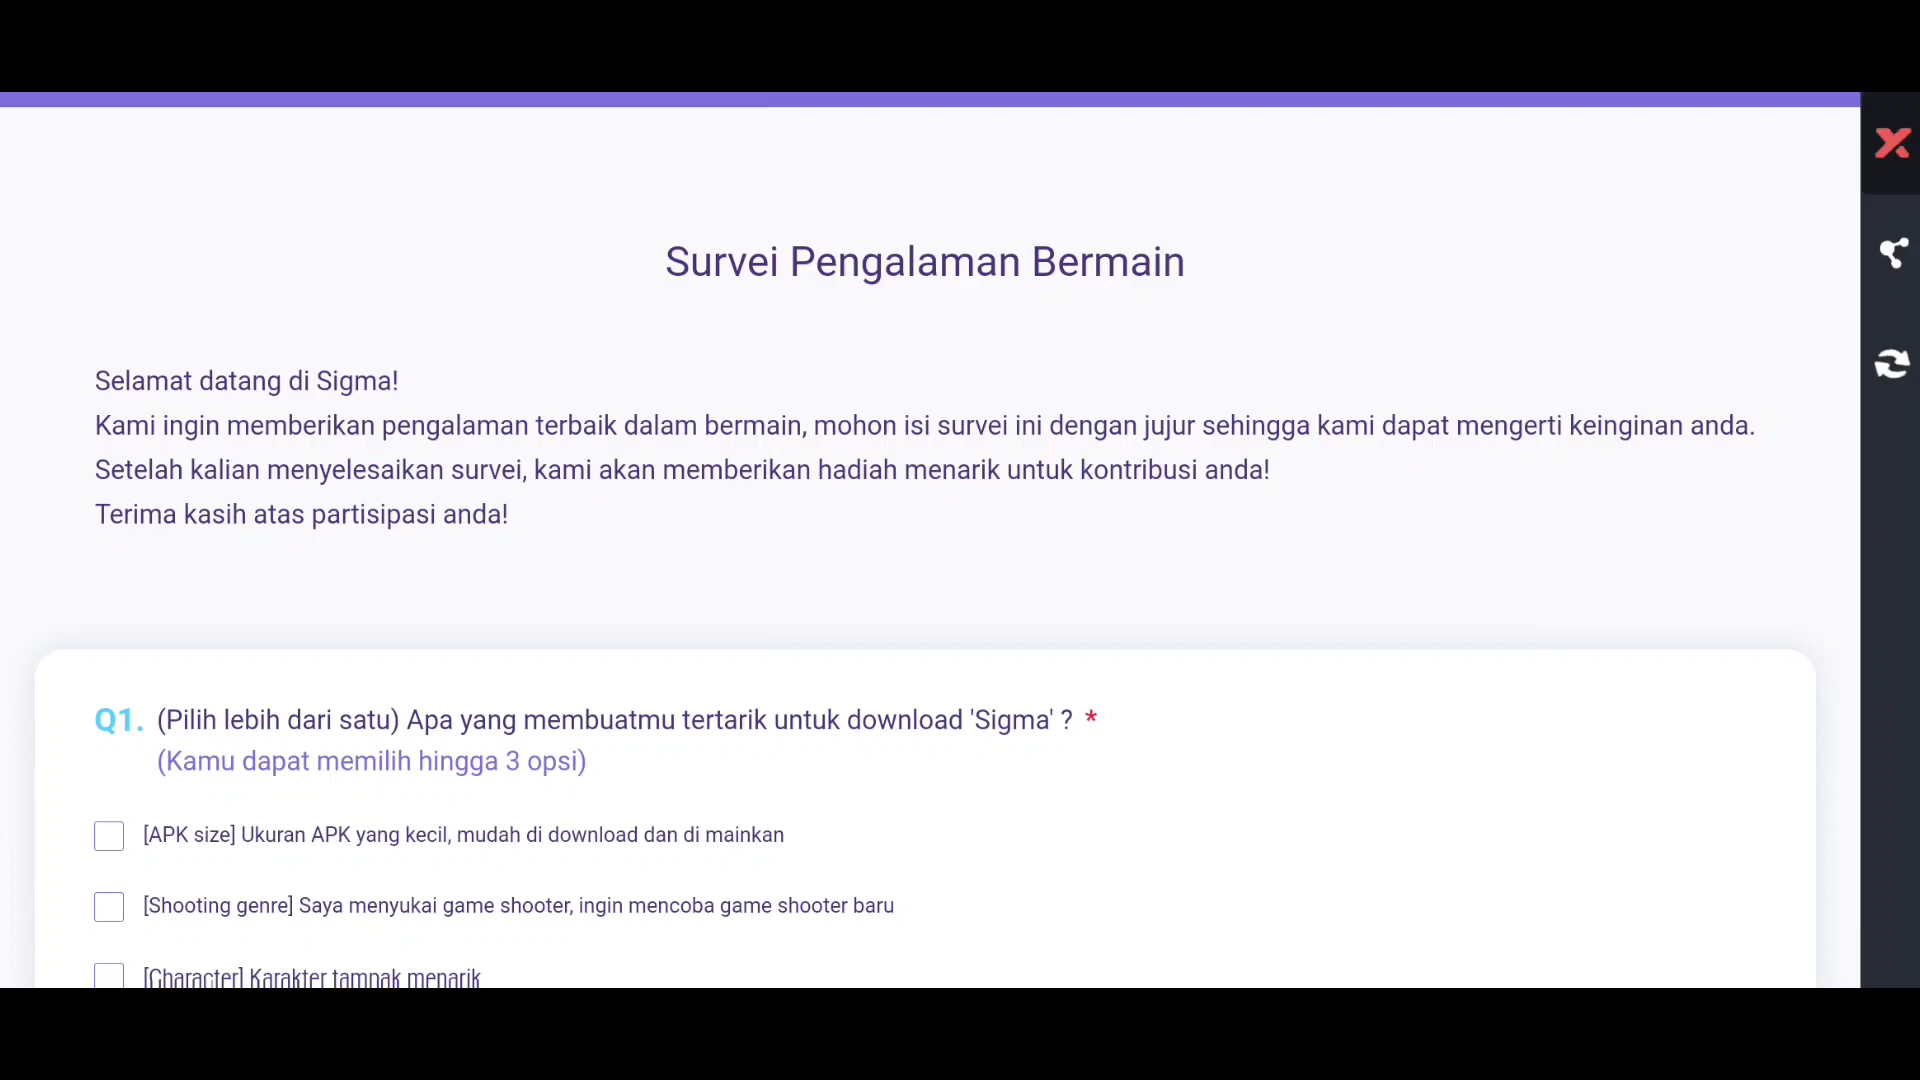 Survei Pengalaman Bermain
Selamat datang di Sigma!
Kami ingin memberikan pengalaman terbaik dalam bermain, mohon isi survei ini dengan jujur sehingga kami dapat mengerti keinginan anda.
Setelah kalian menyelesaikan survei, kami akan memberikan hadiah menarik untuk kontribusi anda!
Terima kasih atas partisipasi anda!
Q1. (Pilih lebih dari satu) Apa yang membuatmu tertarik untuk download 'Sigma' ? *
(Kamu dapat memilih hingga 3 opsi)
[APK size] Ukuran APK yang kecil, mudah di download dan di mainkan
[Shooting genre] Saya menyukai game shooter, ingin mencoba game shooter baru
[Character] Karakter tampak menarik